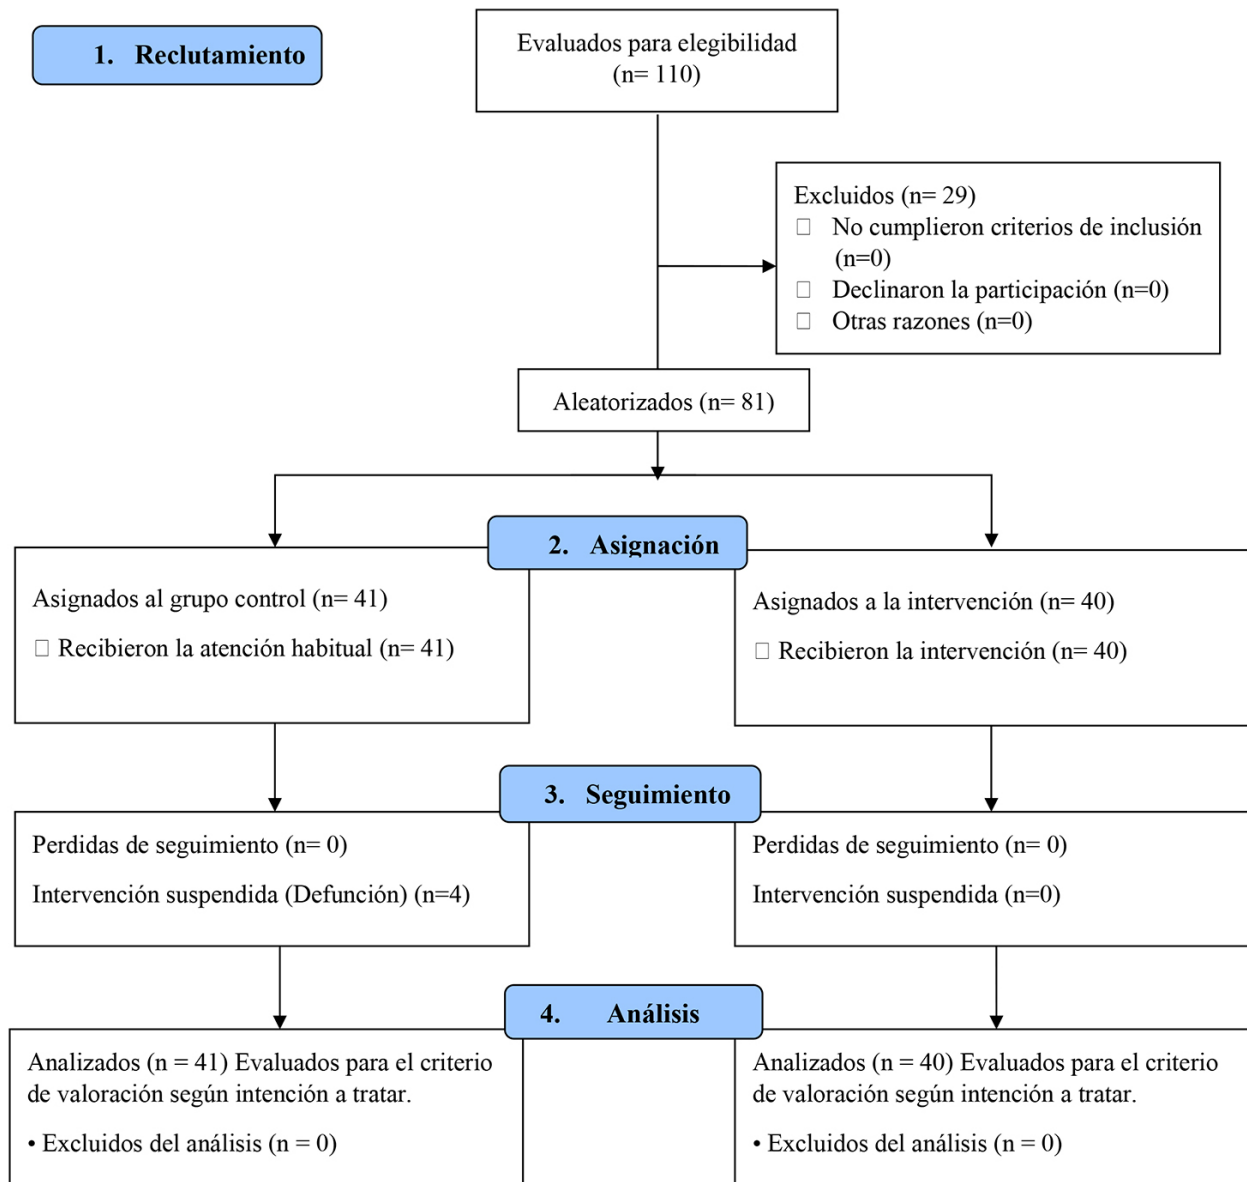 1. Reclutamiento
Evaluados para elegibilidad
(n= 110)
Excluidos (n= 29)
☐ No cumplieron criterios de inclusión
(n=0)
☐ Declinaron la participación (n=0)
☐ Otras razones (n=0)
Aleatorizados (n= 81)
2. Asignación
Asignados al grupo control (n= 41)
☐ Recibieron la atención habitual (n= 41)
Asignados a la intervención (n= 40)
☐ Recibieron la intervención (n= 40)
3. Seguimiento
Perdidas de seguimiento (n= 0)
Intervención suspendida (Defunción) (n=4)
Perdidas de seguimiento (n= 0)
Intervención suspendida (n=0)
4. Análisis
Analizados (n = 41) Evaluados para el criterio
de valoración según intención a tratar.
• Excluidos del análisis (n = 0)
Analizados (n = 40) Evaluados para el criterio
de valoración según intención a tratar.
• Excluidos del análisis (n = 0)